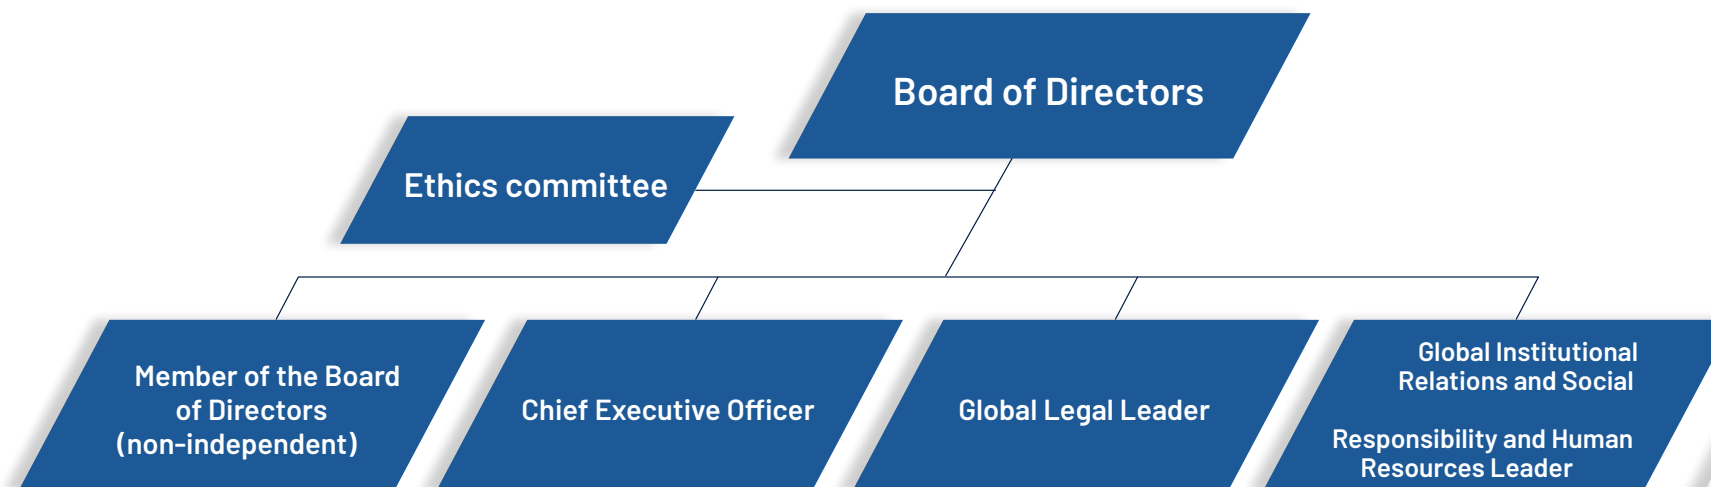 Board of Directors
Ethics committee
Member of the Board
of Directors
(non-independent)
Chief Executive Officer
Global Legal Leader
Global Institutional
Relations and Social
Responsibility and Human
Resources Leader